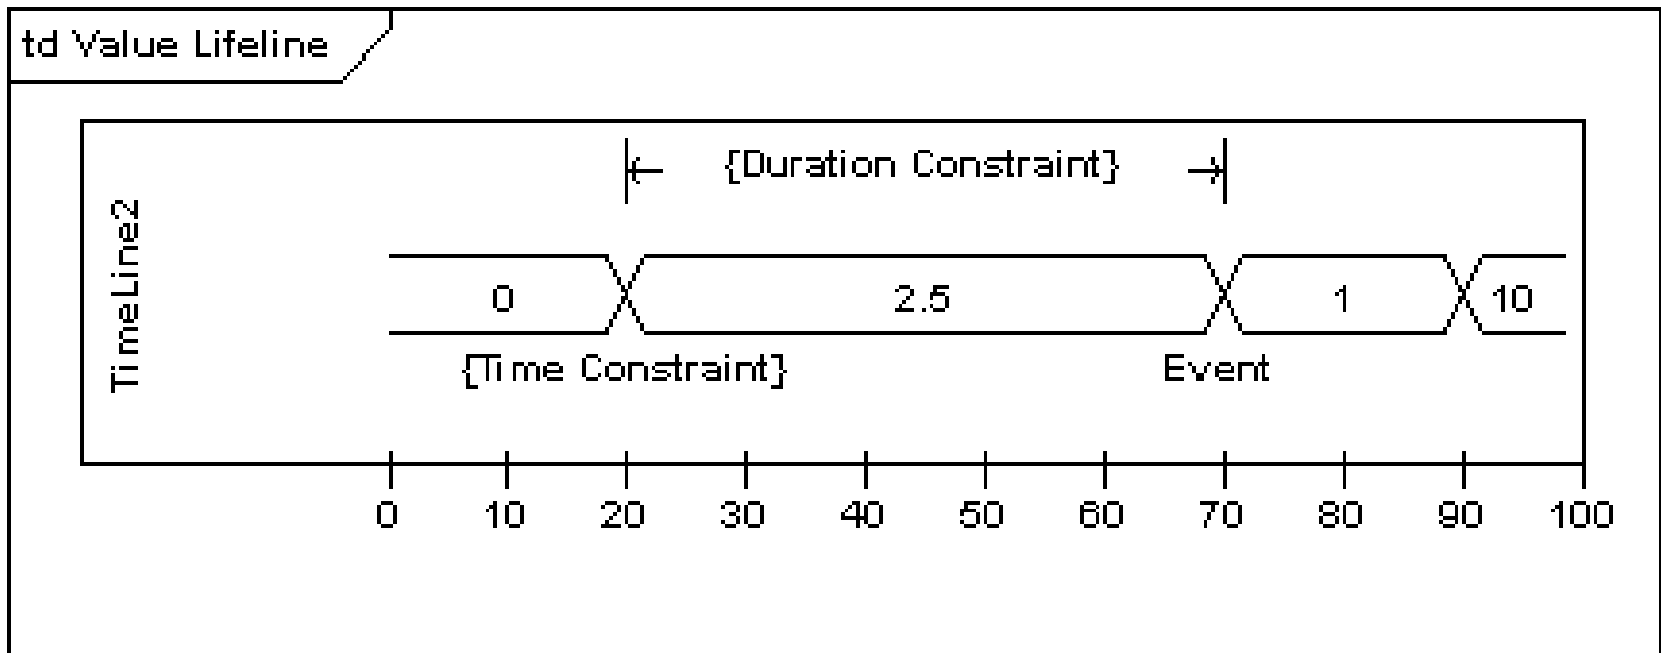 td Value Lifeline
{Duration Constraint}
TimeLine2
0 2.5 1 10
{Time Constraint} Event
0 10 20 30 40 50 60 70 80 90 100